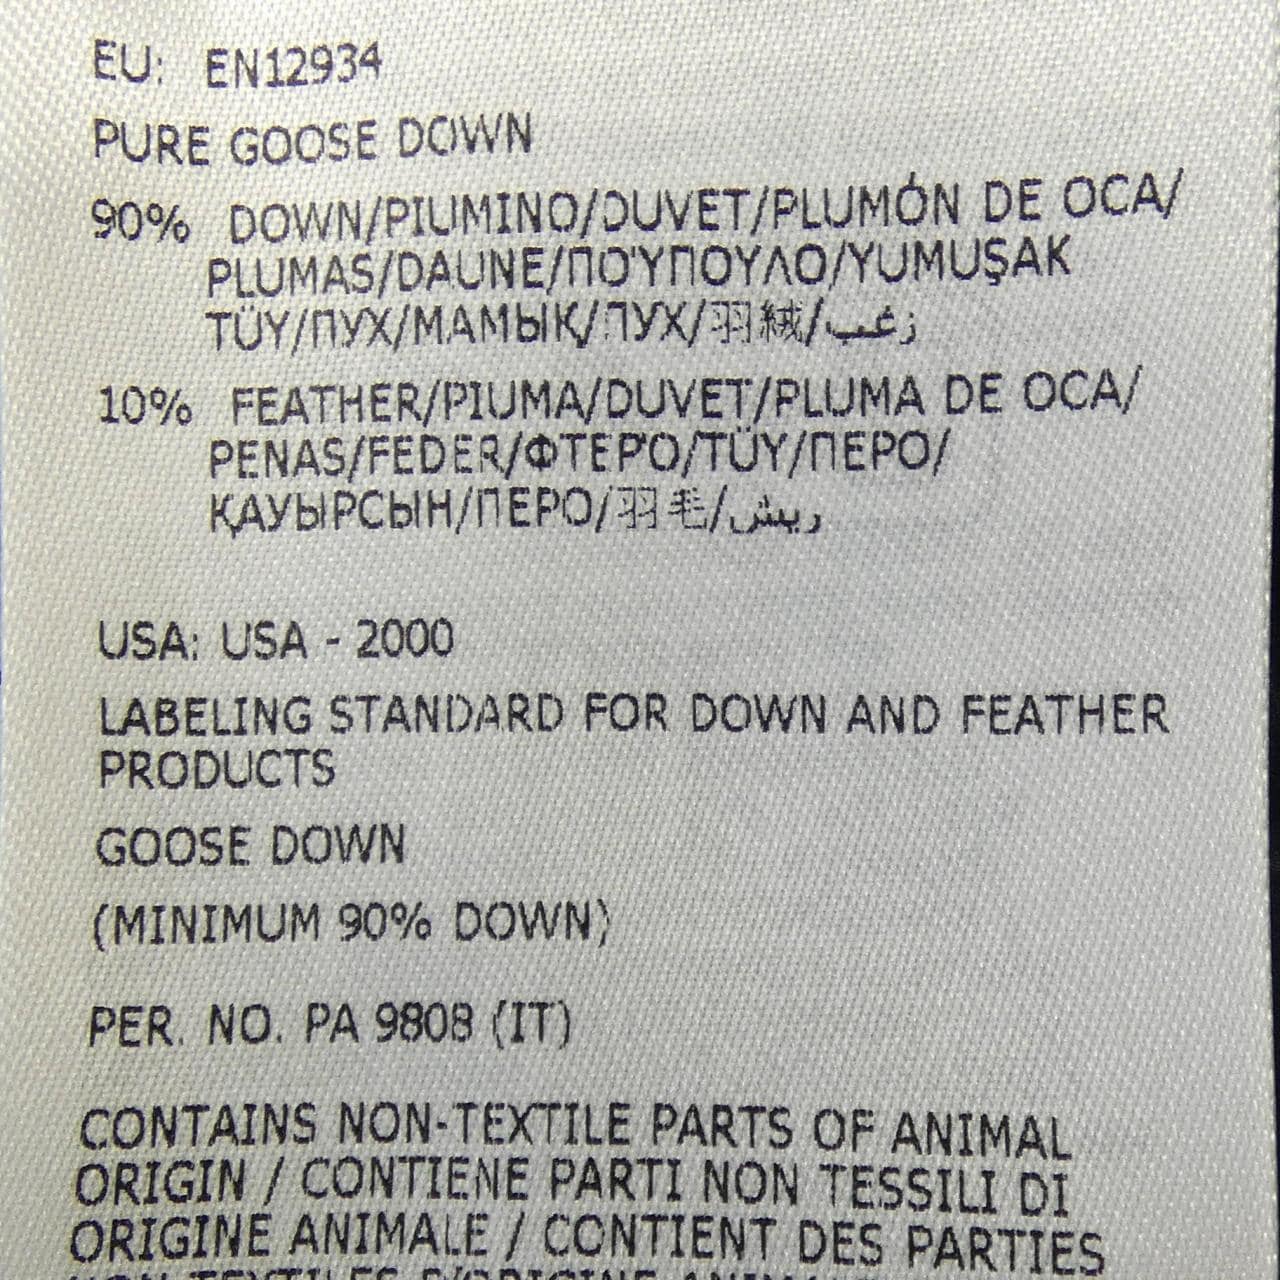 EU: EN12934
PURE GOOSE DOWN
90% DOWN/PIUMINO/DUVET/PLUMÓN DE OCA/
PLUMAS/DAUNE/ΠΟ'ΥΠΟΥΛΟ/YUMUŞAK
TÜY/ПУХ/МАМЫҚ/ПУХ/羽絨/زغب
10% FEATHER/PIUMA/DUVET/PLUMA DE OCA/
PENAS/FEDER/ΦΤΕΡ'Ο/TÜY/ПЕРО/
ҚАУЫРСЫН/ПЕРО/羽毛/ريش
USA: USA - 2000
LABELING STANDARD FOR DOWN AND FEATHER
PRODUCTS
GOOSE DOWN
(MINIMUM 90% DOWN)
PER. NO. PA 9808 (IT)
CONTAINS NON-TEXTILE PARTS OF ANIMAL
ORIGIN / CONTIENE PARTI NON TESSILI DI
ORIGINE ANIMALE / CONTIENT DES PARTIES